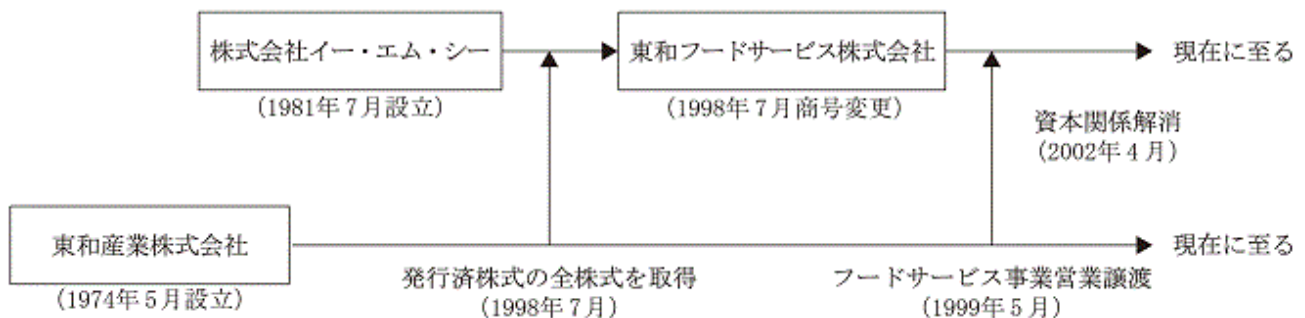 株式会社イー・エム・シー
(1981年7月設立)
東和フードサービス株式会社
(1998年7月商号変更)
現在に至る
資本関係解消
(2002年4月)
東和産業株式会社
(1974年5月設立)
現在に至る
発行済株式の全株式を取得
(1998年7月)
フードサービス事業営業譲渡
(1999年5月)